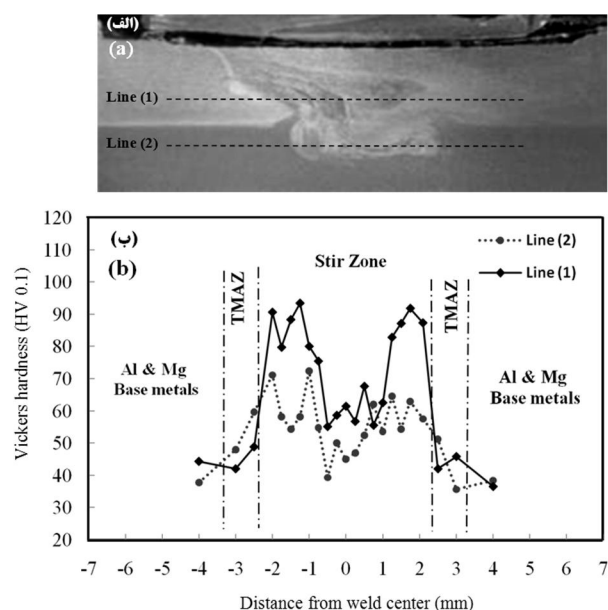 (الف)
(a)
Line (1)
Line (2)
120
110
100
90
80
70
60
50
40
30
20
Vickers hardness (HV 0.1)
(ب)
(b)
Stir Zone
Line (2)
Line (1)
TMAZ
TMAZ
Al & Mg
Base metals
Al & Mg
Base metals
-7 -6 -5 -4 -3 -2 -1 0 1 2 3 4 5 6 7
Distance from weld center (mm)